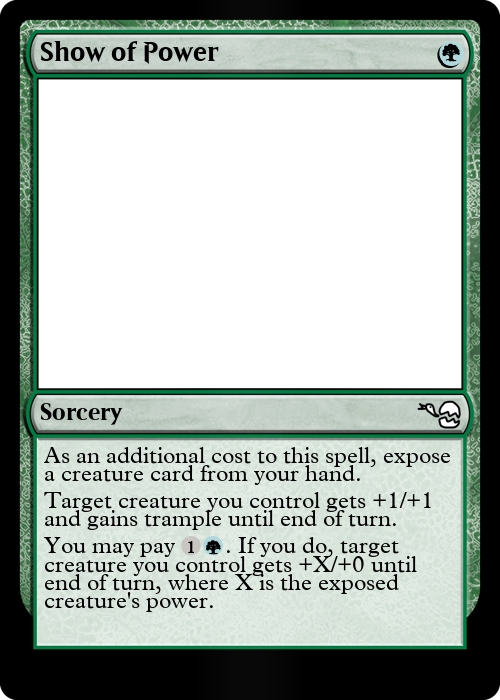 Show of Power
Sorcery
As an additional cost to this spell, expose
a creature card from your hand.
Target creature you control gets +1/+1
and gains trample until end of turn.
You may pay 1 . If you do, target
creature you control gets +X/+0 until
end of turn, where X is the exposed
creature's power.